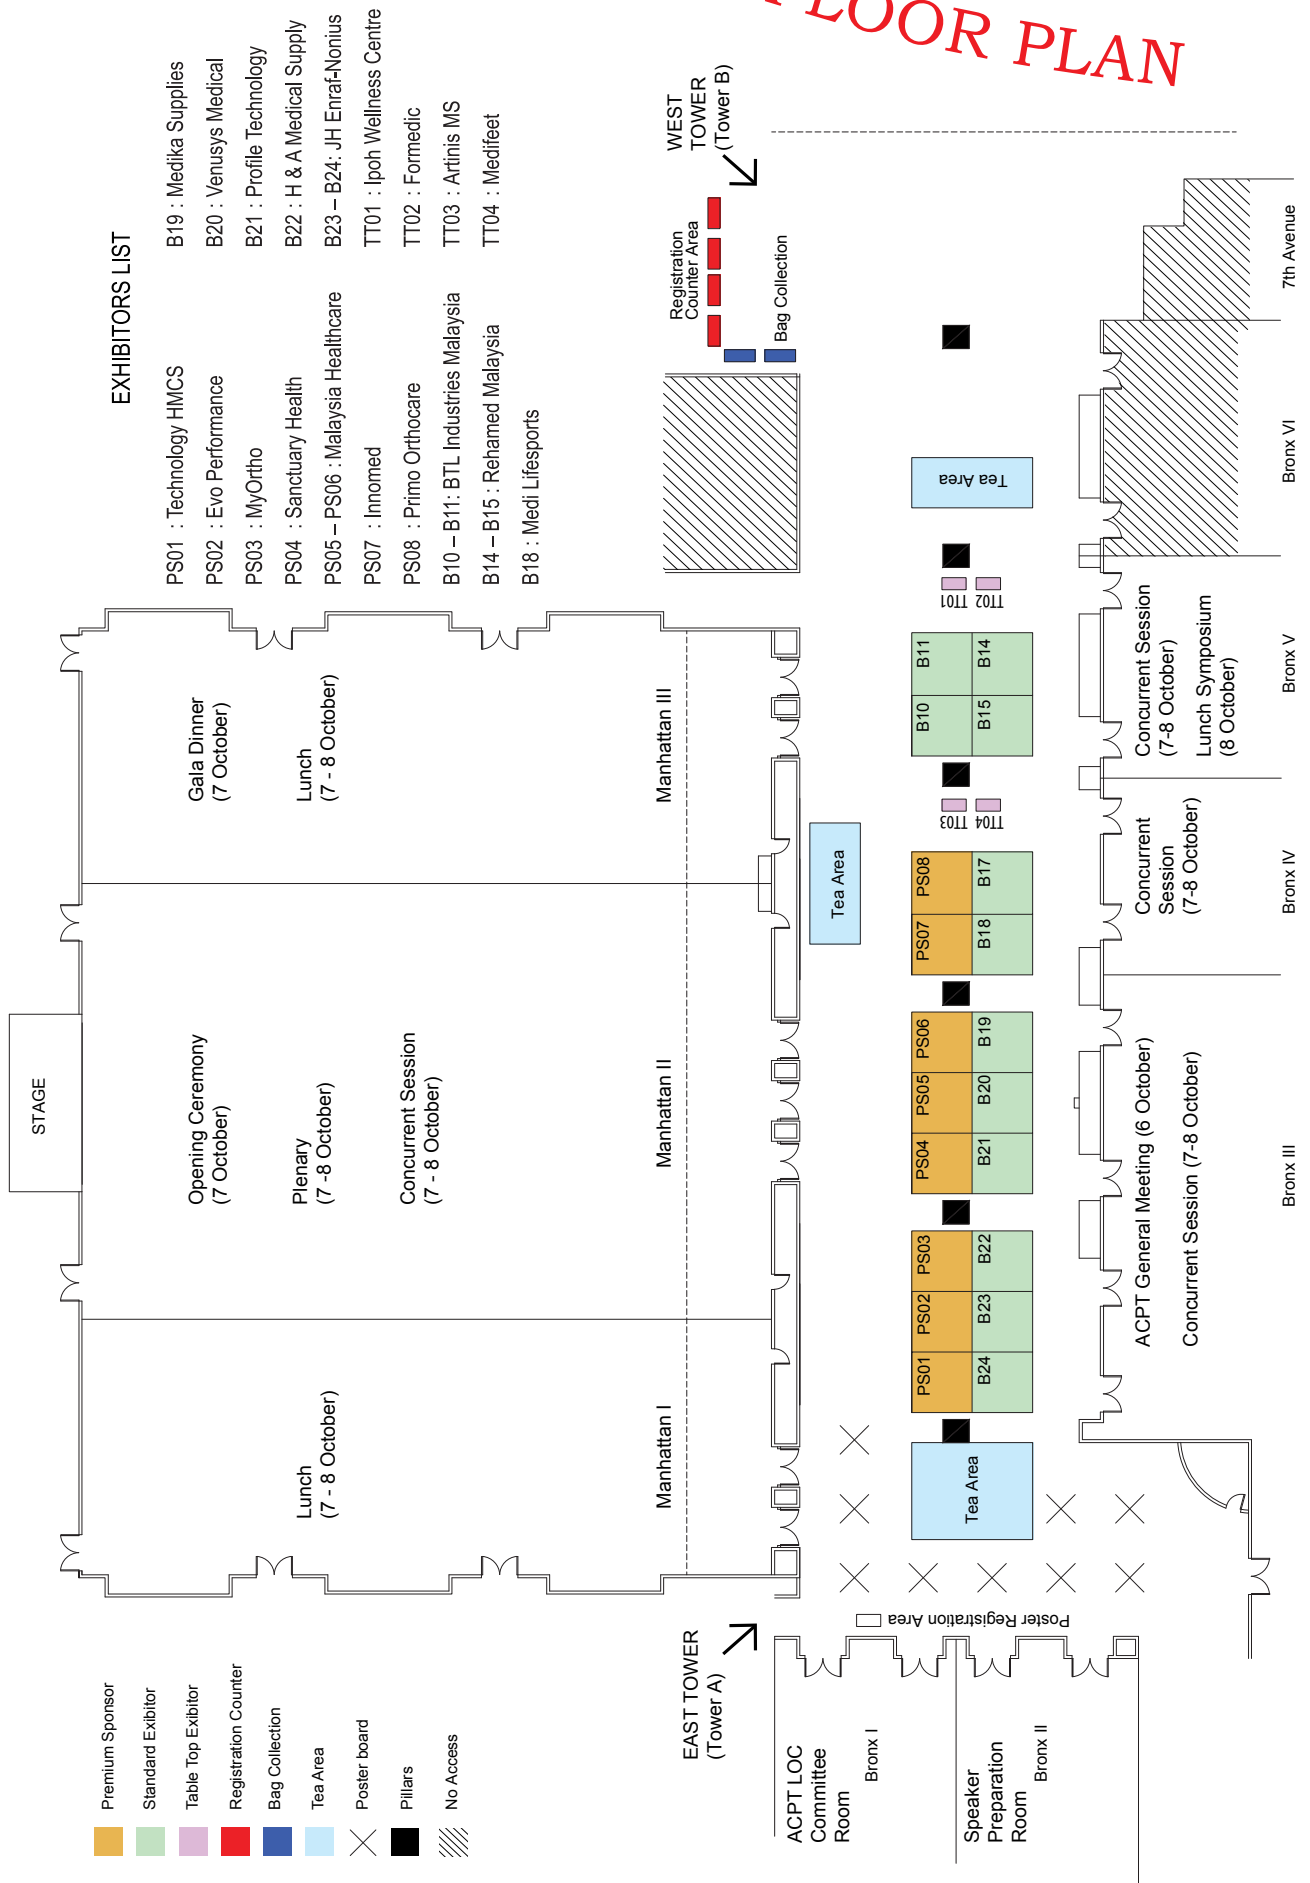 FLOOR PLAN
EXHIBITORS LIST
PS01 : Technology HMCS
PS02 : Evo Performance
PS03 : MyOrtho
PS04 : Sanctuary Health
PS05 – PS06 : Malaysia Healthcare
PS07 : Innomed
PS08 : Primo Orthocare
B10 – B11: BTL Industries Malaysia
B14 – B15 : Rehamed Malaysia
B18 : Medi Lifesports
B19 : Medika Supplies
B20 : Venusys Medical
B21 : Profile Technology
B22 : H & A Medical Supply
B23 – B24: JH Enraf-Nonius
TT01 : Ipoh Wellness Centre
TT02 : Formedic
TT03 : Artinis MS
TT04 : Medifeet
Premium Sponsor
Standard Exibitor
Table Top Exibitor
Registration Counter
Bag Collection
Tea Area
Poster board
Pillars
No Access
STAGE
Lunch
(7 - 8 October)
Manhattan I
Opening Ceremony
(7 October)
Plenary
(7 -8 October)
Concurrent Session
(7 - 8 October)
Manhattan II
Gala Dinner
(7 October)
Lunch
(7 - 8 October)
Manhattan III
EAST TOWER
(Tower A)
WEST
TOWER
(Tower B)
Registration
Counter Area
Bag Collection
Tea Area
Poster Registration Area
Tea Area
PS01
PS02
PS03
PS04
PS05
PS06
PS07
PS08
B10
B11
B24
B23
B22
B21
B20
B19
B18
B17
B15
B14
TT03
TT04
TT01
TT02
Tea Area
ACPT LOC
Committee
Room
Bronx I
Speaker
Preparation
Room
Bronx II
ACPT General Meeting (6 October)
Concurrent Session (7-8 October)
Bronx III
Concurrent
Session
(7-8 October)
Bronx IV
Concurrent Session
(7-8 October)
Lunch Symposium
(8 October)
Bronx V
Bronx VI
7th Avenue